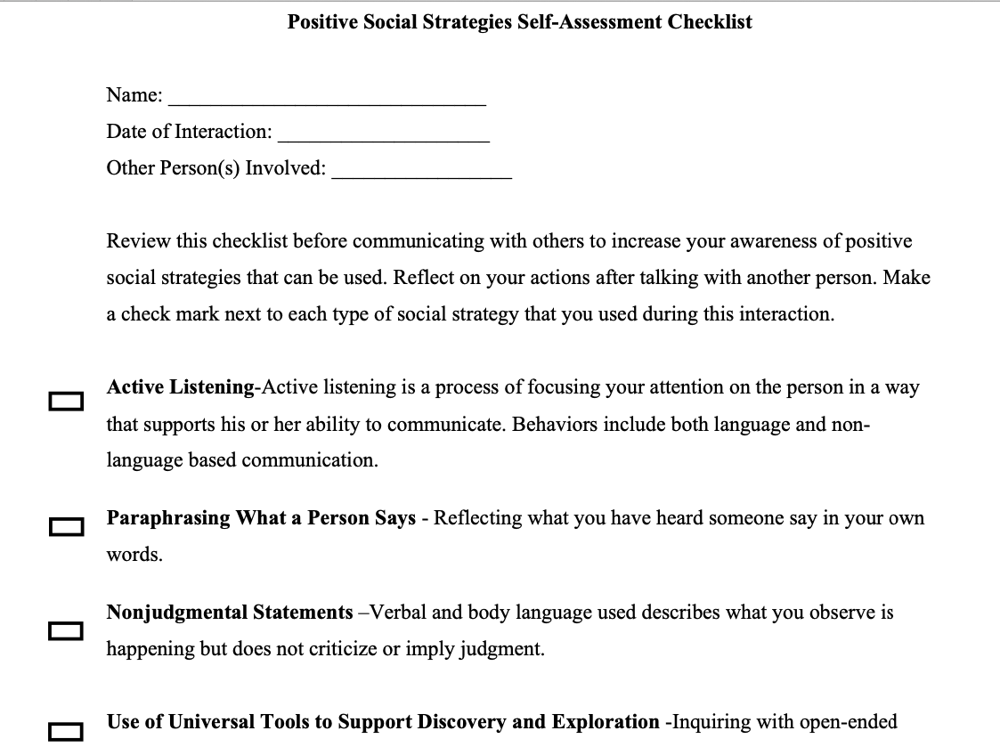 Positive Social Strategies Self-Assessment Checklist
Name: ______________________________
Date of Interaction: ____________________
Other Person(s) Involved: _________________
Review this checklist before communicating with others to increase your awareness of positive
social strategies that can be used. Reflect on your actions after talking with another person. Make
a check mark next to each type of social strategy that you used during this interaction.
Active Listening-Active listening is a process of focusing your attention on the person in a way
that supports his or her ability to communicate. Behaviors include both language and non-
language based communication.
Paraphrasing What a Person Says - Reflecting what you have heard someone say in your own
words.
Nonjudgmental Statements –Verbal and body language used describes what you observe is
happening but does not criticize or imply judgment.
Use of Universal Tools to Support Discovery and Exploration -Inquiring with open-ended